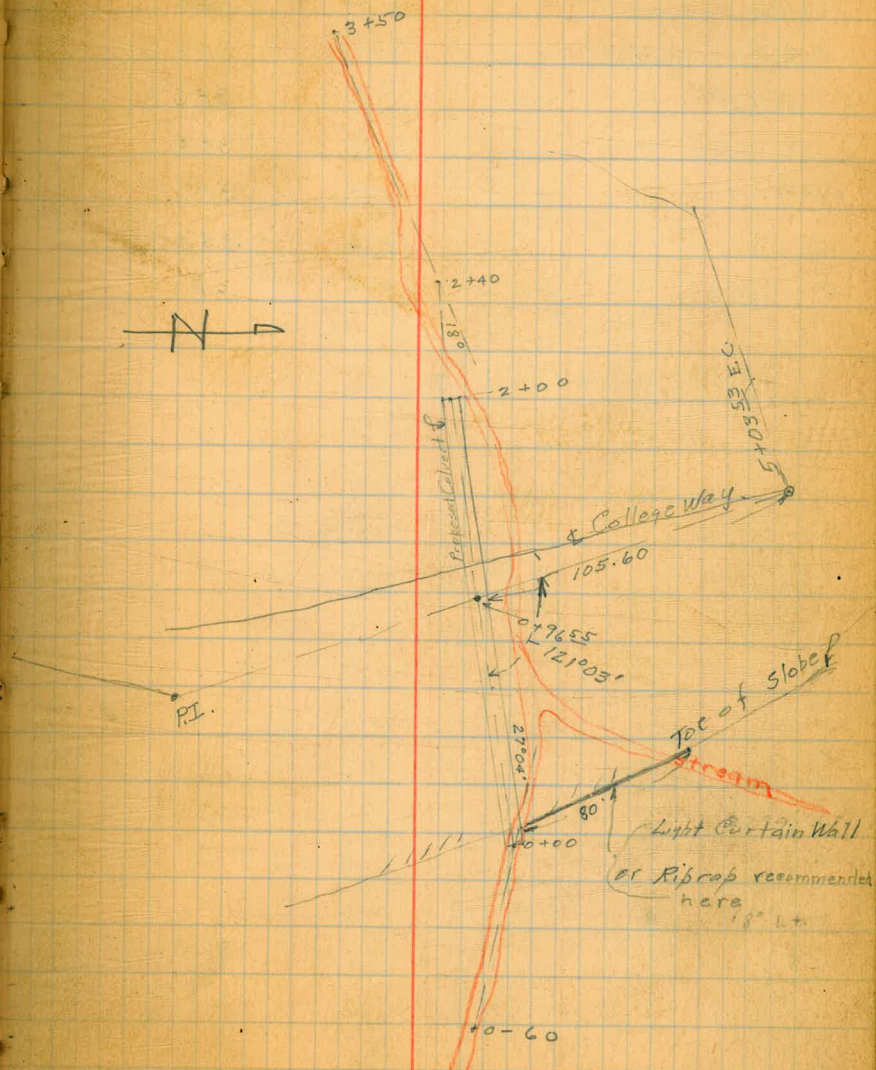 3+50
2+40
18°
N
2+00
Proposed Culvert ℄
5+03 53 E.C.
℄ College Way
105.60
0+96 55
∠ 121°03'
P.I.
Toe of Slope
27°04'
Stream
80'
Light Curtain Wall
0+00
or Riprap recommended
here
0-60